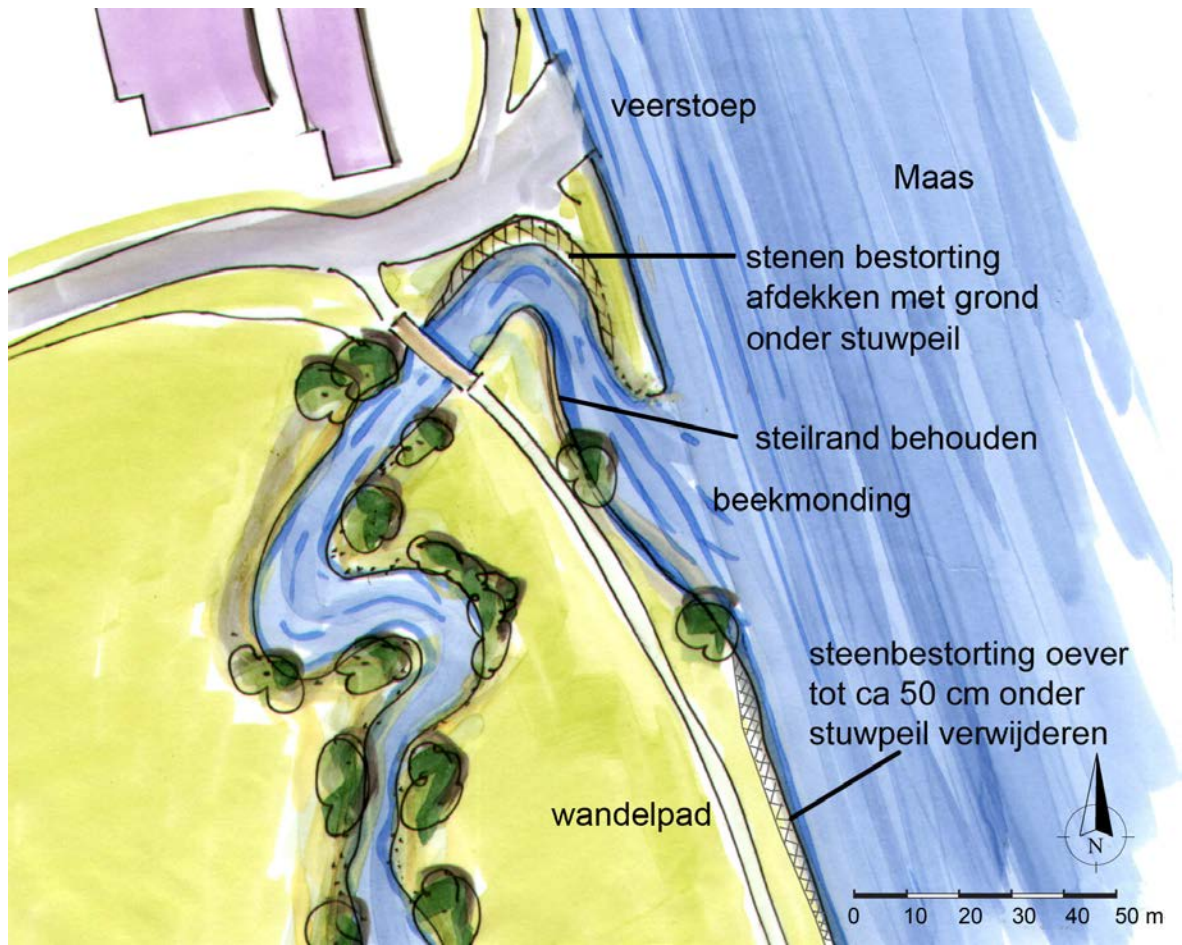 veerstoep
Maas
stenen bestorting
afdekken met grond
onder stuwpeil
steilrand behouden
beekmonding
steenbestorting oever
tot ca 50 cm onder
stuwpeil verwijderen
wandelpad
N
0 10 20 30 40 50 m